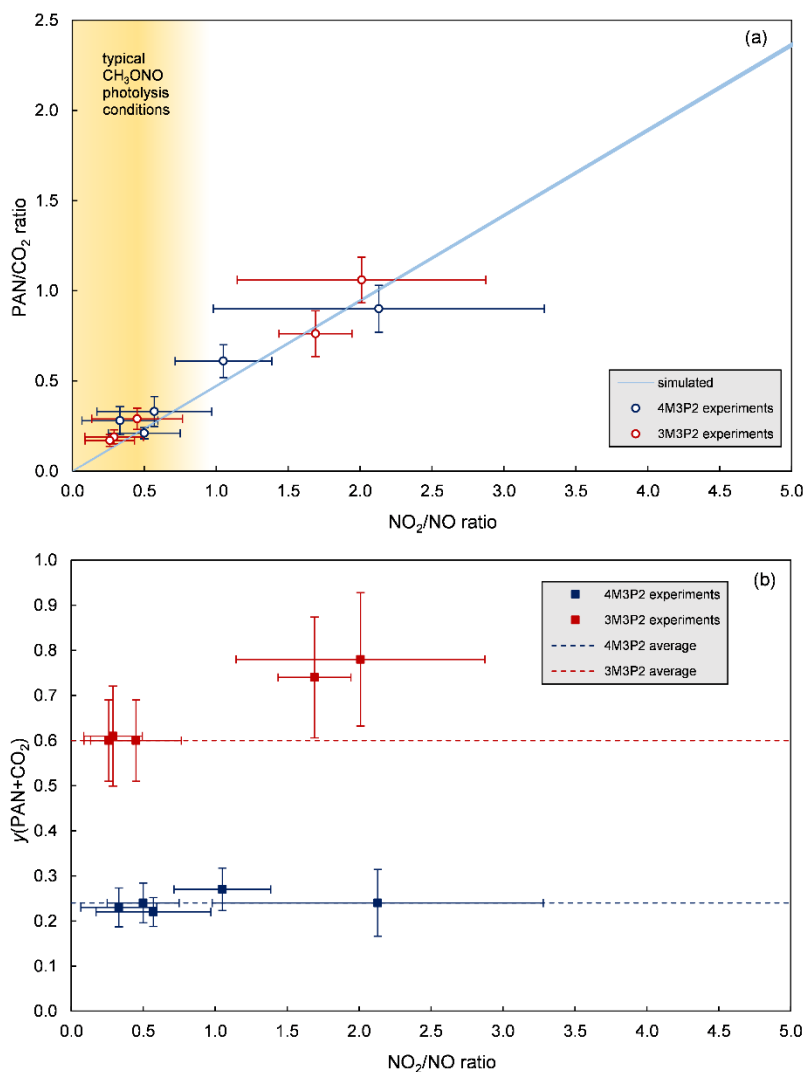 (a)
typical
CH₃ONO
photolysis
conditions
2.5
2.0
1.5
1.0
0.5
0.0
PAN/CO₂ ratio
simulated
4M3P2 experiments
3M3P2 experiments
0.0 0.5 1.0 1.5 2.0 2.5 3.0 3.5 4.0 4.5 5.0
NO₂/NO ratio
(b)
1.0
0.9
0.8
0.7
0.6
0.5
0.4
0.3
0.2
0.1
0.0
y(PAN+CO₂)
4M3P2 experiments
3M3P2 experiments
4M3P2 average
3M3P2 average
0.0 0.5 1.0 1.5 2.0 2.5 3.0 3.5 4.0 4.5 5.0
NO₂/NO ratio